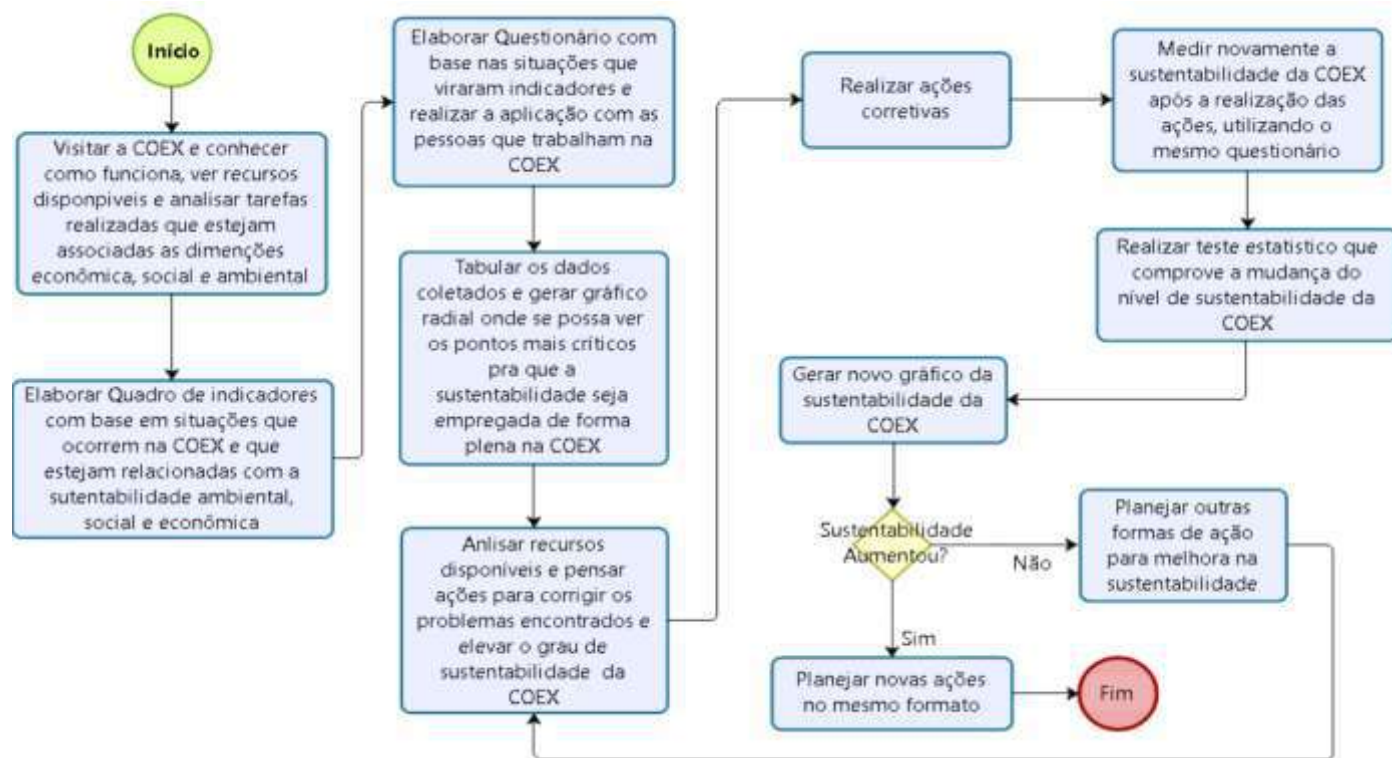 Início
Visitar a COEX e conhecer
como funciona, ver recursos
disponpiveis e analisar tarefas
realizadas que estejam
associadas as dimenções
econômica, social e ambiental
Elaborar Quadro de indicadores
com base em situações que
ocorrem na COEX e que
estejam relacionadas com a
sutentabilidade ambiental,
social e econômica
Elaborar Questionário com
base nas situações que
viraram indicadores e
realizar a aplicação com as
pessoas que trabalham na
COEX
Tabular os dados
coletados e gerar gráfico
radial onde se possa ver
os pontos mais críticos
pra que a
sustentabilidade seja
empregada de forma
plena na COEX
Anlisar recursos
disponíveis e pensar
ações para corrigir os
problemas encontrados e
elevar o grau de
sustentabilidade da
COEX
Realizar ações
corretivas
Medir novamente a
sustentabilidade da COEX
após a realização das
ações, utilizando o
mesmo questionário
Realizar teste estatistico que
comprove a mudança do
nível de sustentabilidade da
COEX
Gerar novo gráfico da
sustentabilidade da
COEX
Sustentabilidade
Aumentou?
Não
Planejar outras
formas de ação
para melhora na
sustentabilidade
Sim
Planejar novas ações
no mesmo formato
Fim